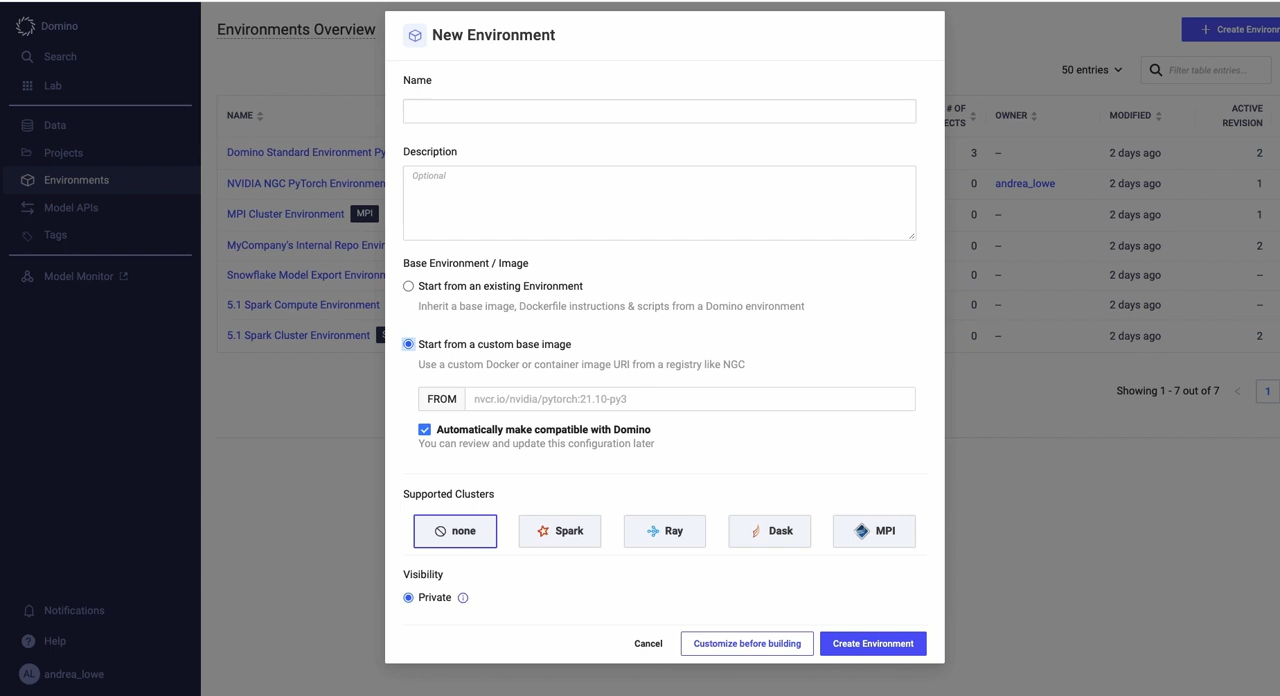 Domino
Search
Lab
Data
Projects
Environments
Model APIs
Tags
Model Monitor
Notifications
Help
AL andrea_lowe
Environments Overview
Create Environm
50 entries
Filter table entries...
NAME
# OF
OWNER
MODIFIED
ACTIVE
REVISION
Domino Standard Environment Py
3 – 2 days ago 2
NVIDIA NGC PyTorch Environmen
0 andrea_lowe 2 days ago 1
MPI Cluster Environment MPI
0 – 2 days ago 1
MyCompany's Internal Repo Envir
0 – 2 days ago 2
Snowflake Model Export Environm
0 – 2 days ago –
5.1 Spark Compute Environment
0 – 2 days ago –
5.1 Spark Cluster Environment
0 – 2 days ago 2
Showing 1 - 7 out of 7 < 1
New Environment
Name
Description
Optional
Base Environment / Image
Start from an existing Environment
Inherit a base image, Dockerfile instructions & scripts from a Domino environment
Start from a custom base image
Use a custom Docker or container image URI from a registry like NGC
FROM nvcr.io/nvidia/pytorch:21.10-py3
Automatically make compatible with Domino
You can review and update this configuration later
Supported Clusters
none Spark Ray Dask MPI
Visibility
Private
Cancel Customize before building Create Environment